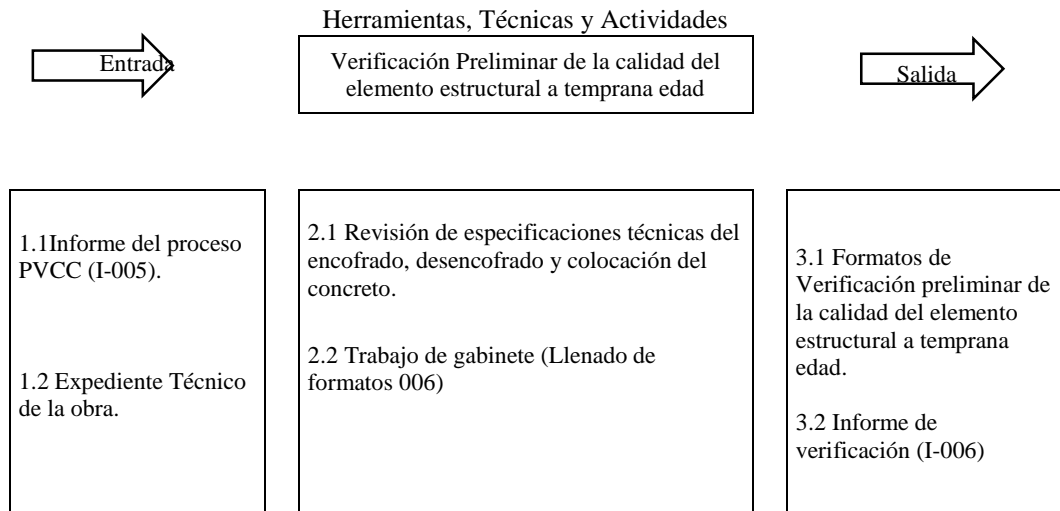 Herramientas, Técnicas y Actividades
Entrada
Verificación Preliminar de la calidad del
elemento estructural a temprana edad
Salida
1.1Informe del proceso
PVCC (I-005).
1.2 Expediente Técnico
de la obra.
2.1 Revisión de especificaciones técnicas del
encofrado, desencofrado y colocación del
concreto.
2.2 Trabajo de gabinete (Llenado de
formatos 006)
3.1 Formatos de
Verificación preliminar de
la calidad del elemento
estructural a temprana
edad.
3.2 Informe de
verificación (I-006)